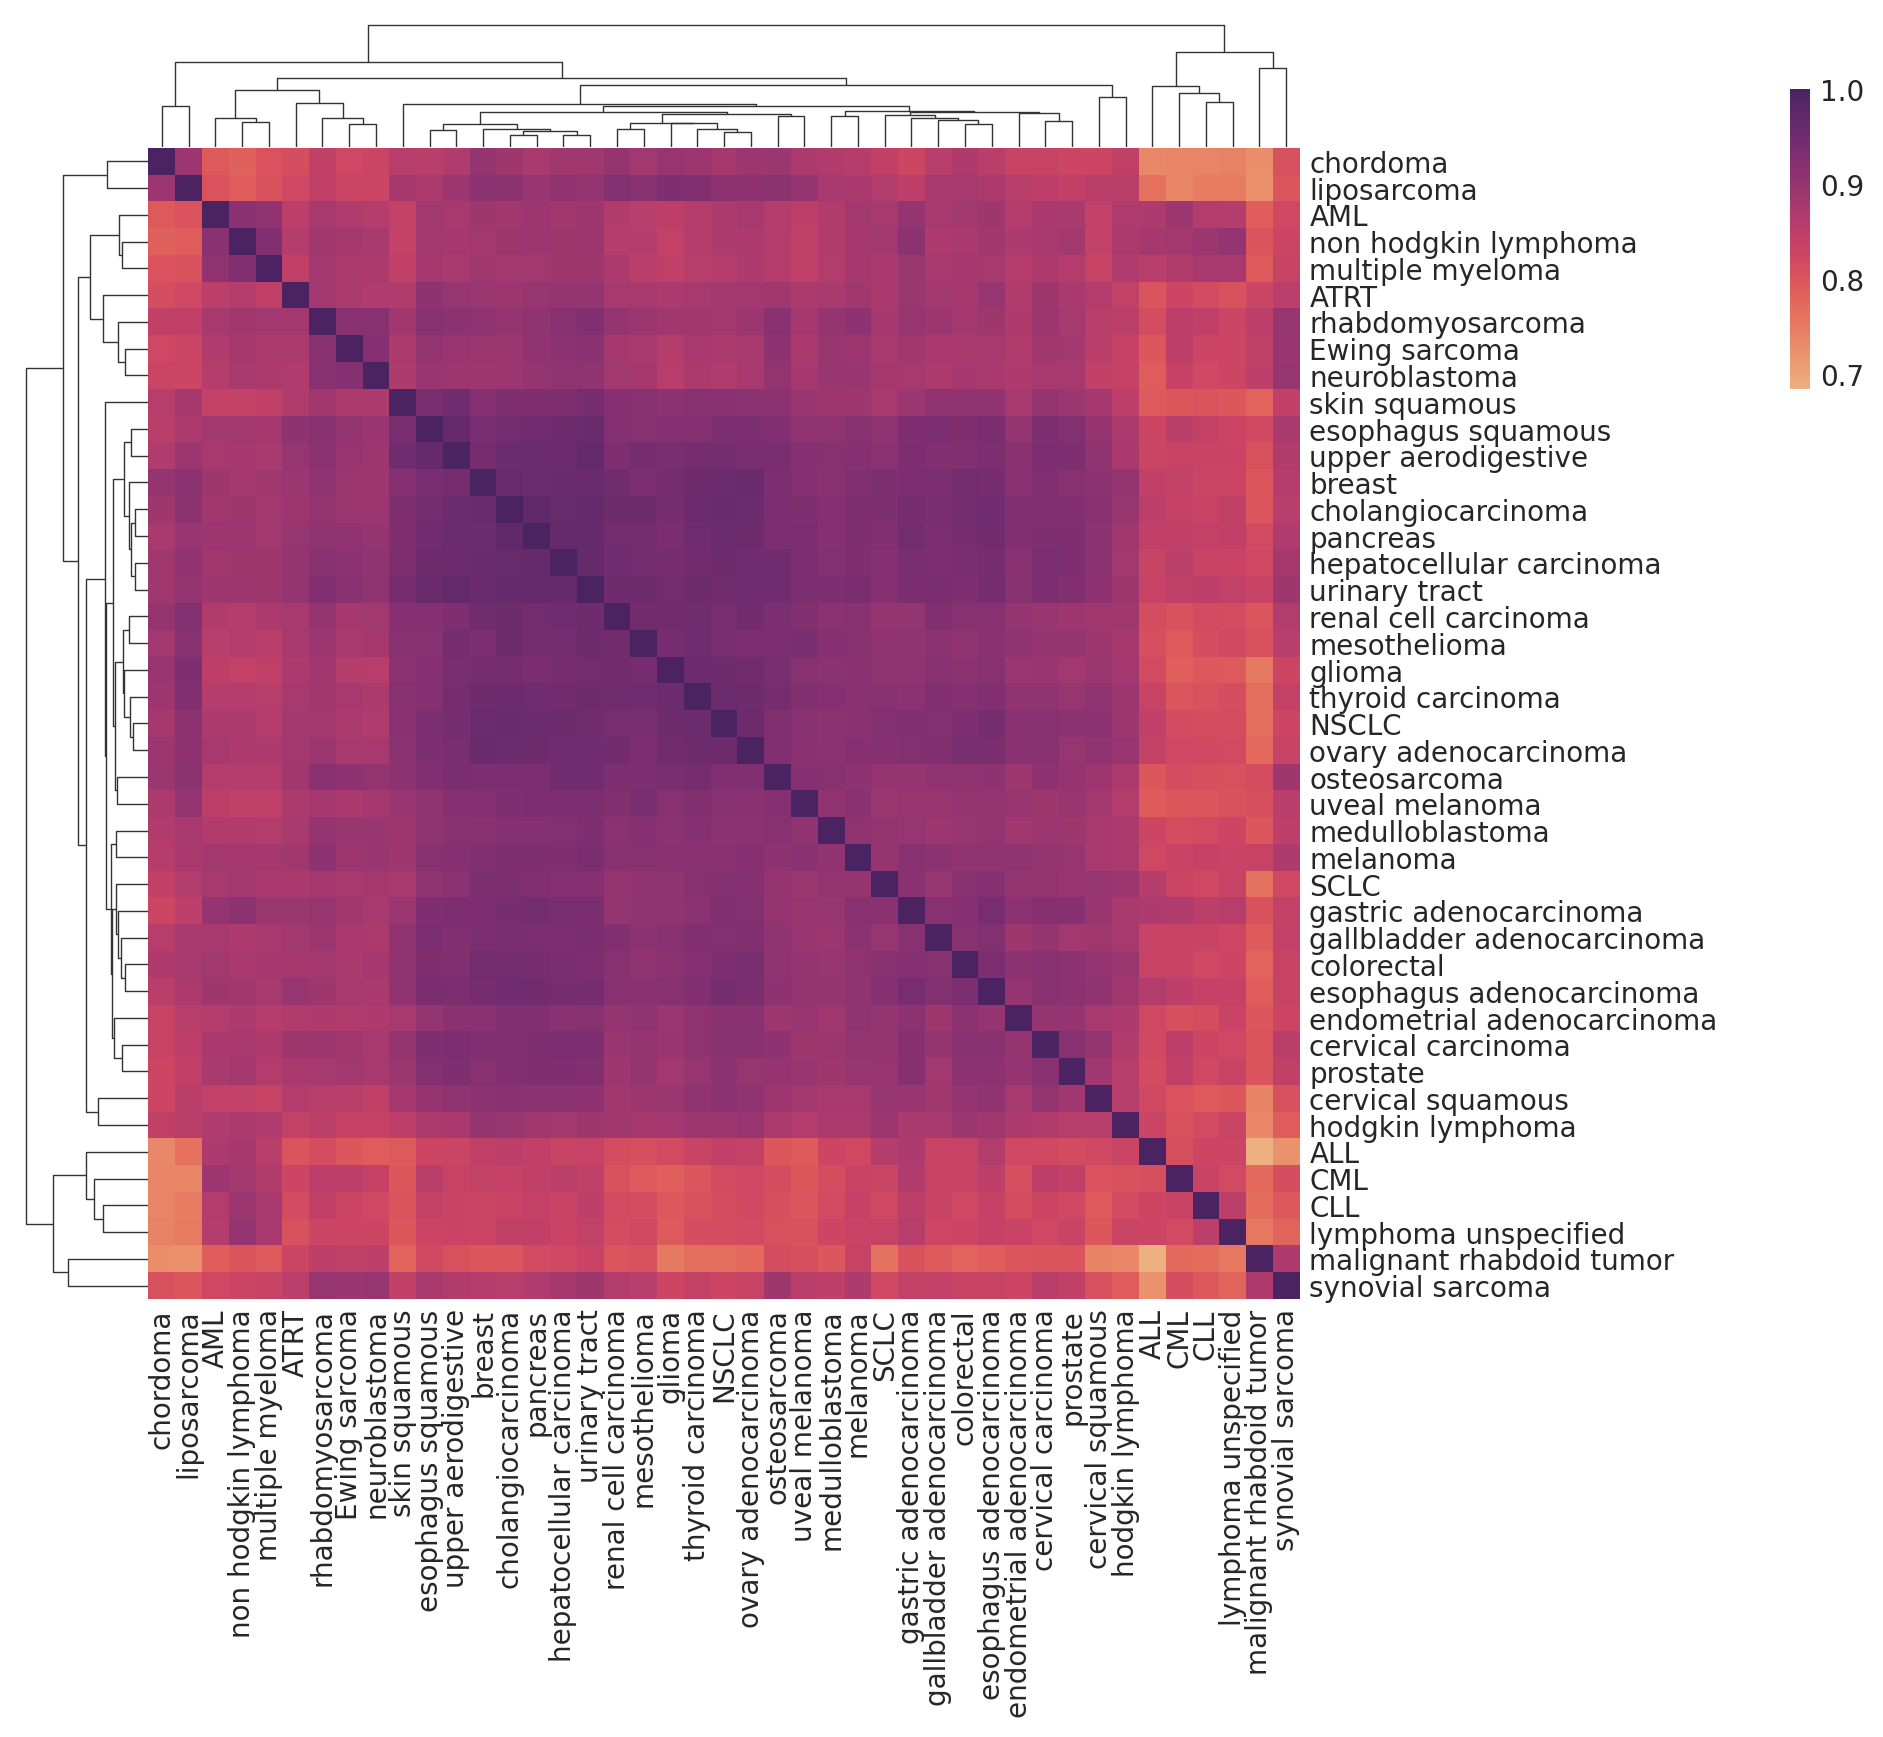 1.0
0.9
0.8
0.7
chordoma
liposarcoma
AML
non hodgkin lymphoma
multiple myeloma
ATRT
rhabdomyosarcoma
Ewing sarcoma
neuroblastoma
skin squamous
esophagus squamous
upper aerodigestive
breast
cholangiocarcinoma
pancreas
hepatocellular carcinoma
urinary tract
renal cell carcinoma
mesothelioma
glioma
thyroid carcinoma
NSCLC
ovary adenocarcinoma
osteosarcoma
uveal melanoma
medulloblastoma
melanoma
SCLC
gastric adenocarcinoma
gallbladder adenocarcinoma
colorectal
esophagus adenocarcinoma
endometrial adenocarcinoma
cervical carcinoma
prostate
cervical squamous
hodgkin lymphoma
ALL
CML
CLL
lymphoma unspecified
malignant rhabdoid tumor
synovial sarcoma
chordoma
liposarcoma
AML
non hodgkin lymphoma
multiple myeloma
ATRT
rhabdomyosarcoma
Ewing sarcoma
neuroblastoma
skin squamous
esophagus squamous
upper aerodigestive
breast
cholangiocarcinoma
pancreas
hepatocellular carcinoma
urinary tract
renal cell carcinoma
mesothelioma
glioma
thyroid carcinoma
NSCLC
ovary adenocarcinoma
osteosarcoma
uveal melanoma
medulloblastoma
melanoma
SCLC
gastric adenocarcinoma
gallbladder adenocarcinoma
colorectal
esophagus adenocarcinoma
endometrial adenocarcinoma
cervical carcinoma
prostate
cervical squamous
hodgkin lymphoma
ALL
CML
CLL
lymphoma unspecified
malignant rhabdoid tumor
synovial sarcoma